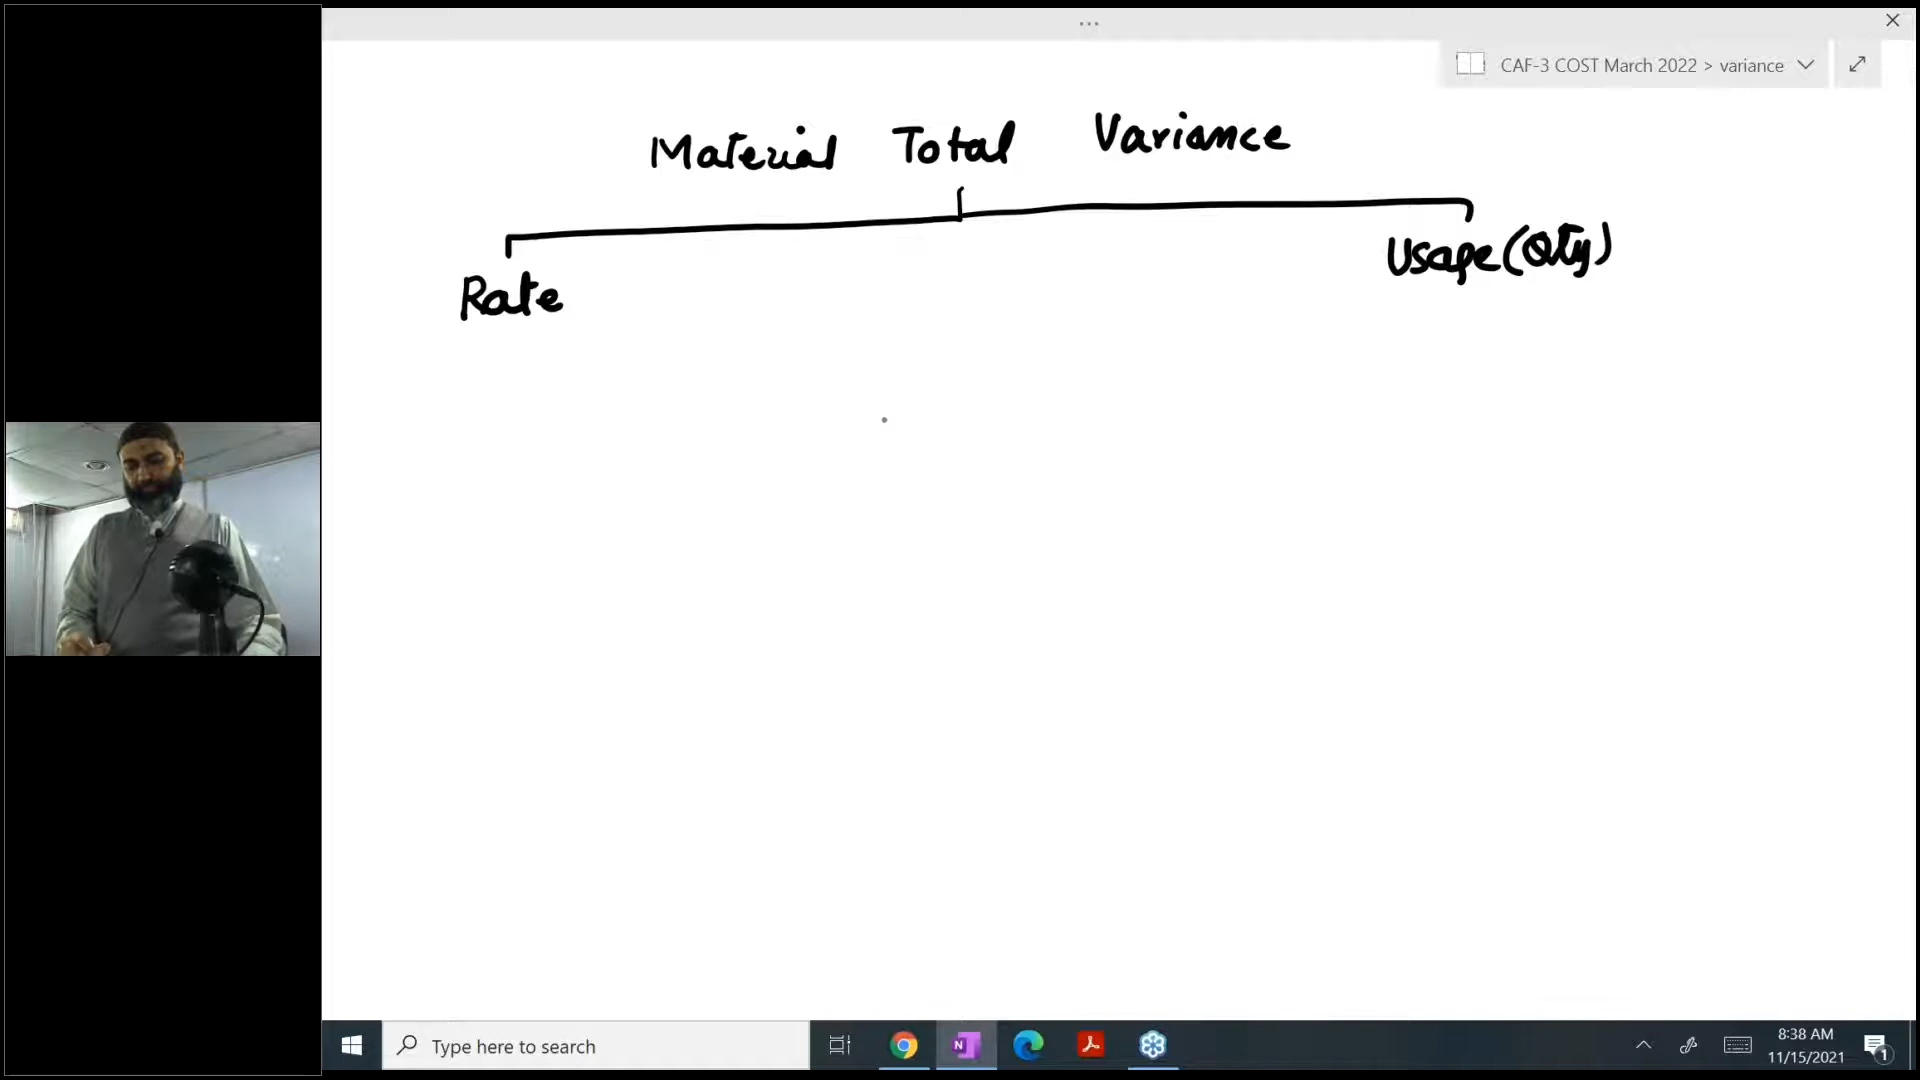 CAF-3 COST March 2022 > variance
Material Total Variance
Rate
Usage (Qty)
Type here to search
8:38 AM
11/15/2021
1